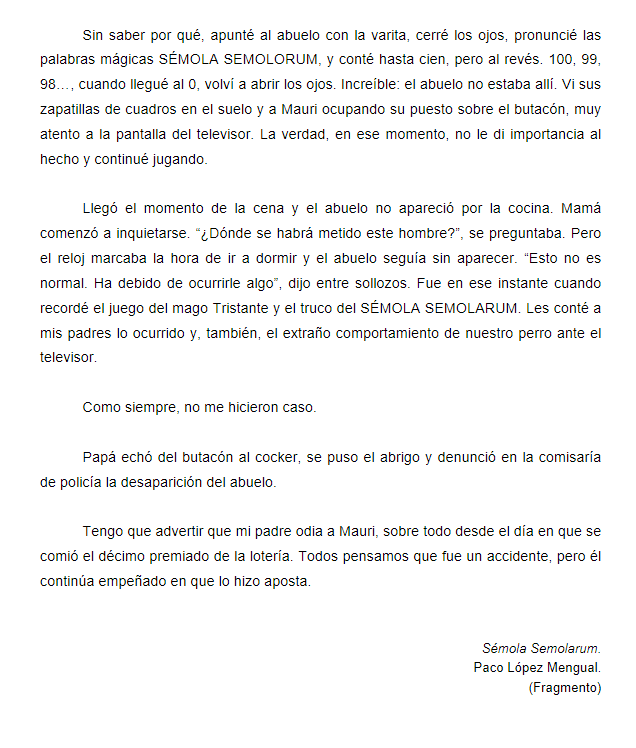 Sin saber por qué, apunté al abuelo con la varita, cerré los ojos, pronuncié las
palabras mágicas SÉMOLA SEMOLORUM, y conté hasta cien, pero al revés. 100, 99,
98…, cuando llegué al 0, volví a abrir los ojos. Increíble: el abuelo no estaba allí. Vi sus
zapatillas de cuadros en el suelo y a Mauri ocupando su puesto sobre el butacón, muy
atento a la pantalla del televisor. La verdad, en ese momento, no le di importancia al
hecho y continué jugando.
Llegó el momento de la cena y el abuelo no apareció por la cocina. Mamá
comenzó a inquietarse. “¿Dónde se habrá metido este hombre?”, se preguntaba. Pero
el reloj marcaba la hora de ir a dormir y el abuelo seguía sin aparecer. “Esto no es
normal. Ha debido de ocurrirle algo”, dijo entre sollozos. Fue en ese instante cuando
recordé el juego del mago Tristante y el truco del SÉMOLA SEMOLARUM. Les conté a
mis padres lo ocurrido y, también, el extraño comportamiento de nuestro perro ante el
televisor.
Como siempre, no me hicieron caso.
Papá echó del butacón al cocker, se puso el abrigo y denunció en la comisaría
de policía la desaparición del abuelo.
Tengo que advertir que mi padre odia a Mauri, sobre todo desde el día en que se
comió el décimo premiado de la lotería. Todos pensamos que fue un accidente, pero él
continúa empeñado en que lo hizo aposta.
Sémola Semolarum.
Paco López Mengual.
(Fragmento)